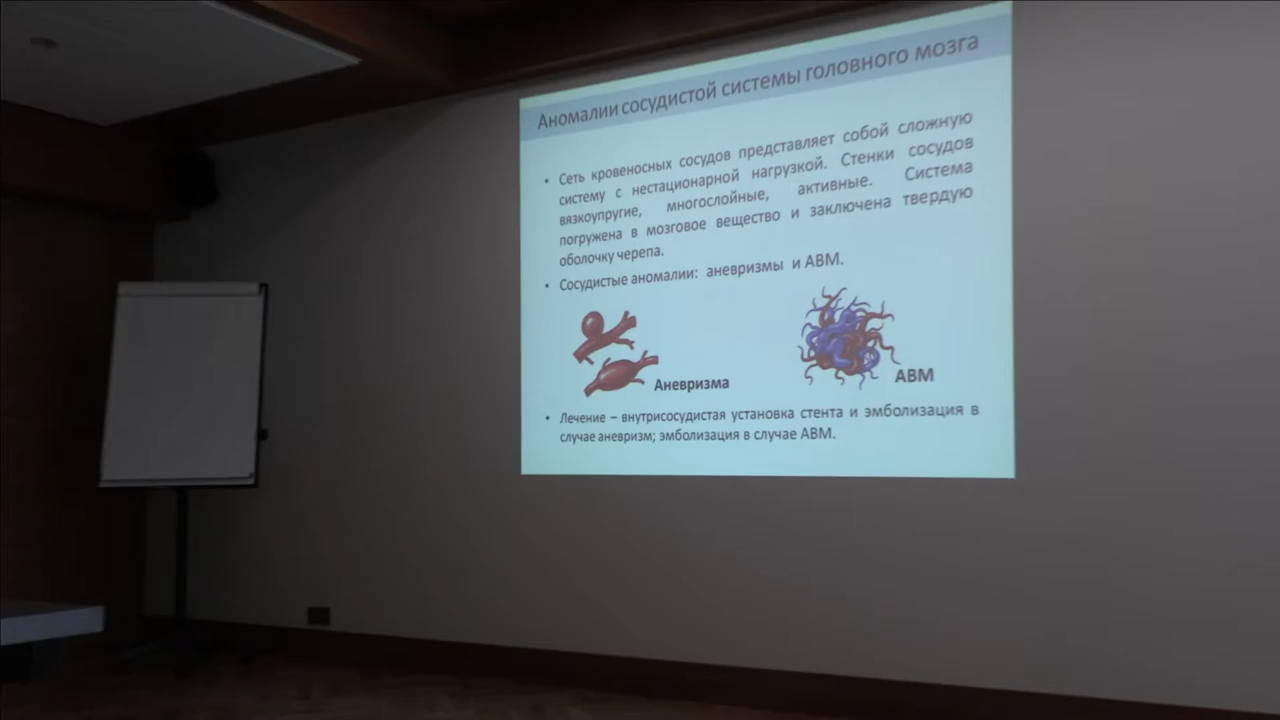 Аномалии сосудистой системы головного мозга
• Сеть кровеносных сосудов представляет собой сложную
систему с нестационарной нагрузкой. Стенки сосудов
вязкоупругие, многослойные, активные. Система
погружена в мозговое вещество и заключена твердую
оболочку черепа.
• Сосудистые аномалии: аневризмы и АВМ.
Аневризма
АВМ
• Лечение – внутрисосудистая установка стента и эмболизация в
случае аневризм; эмболизация в случае АВМ.